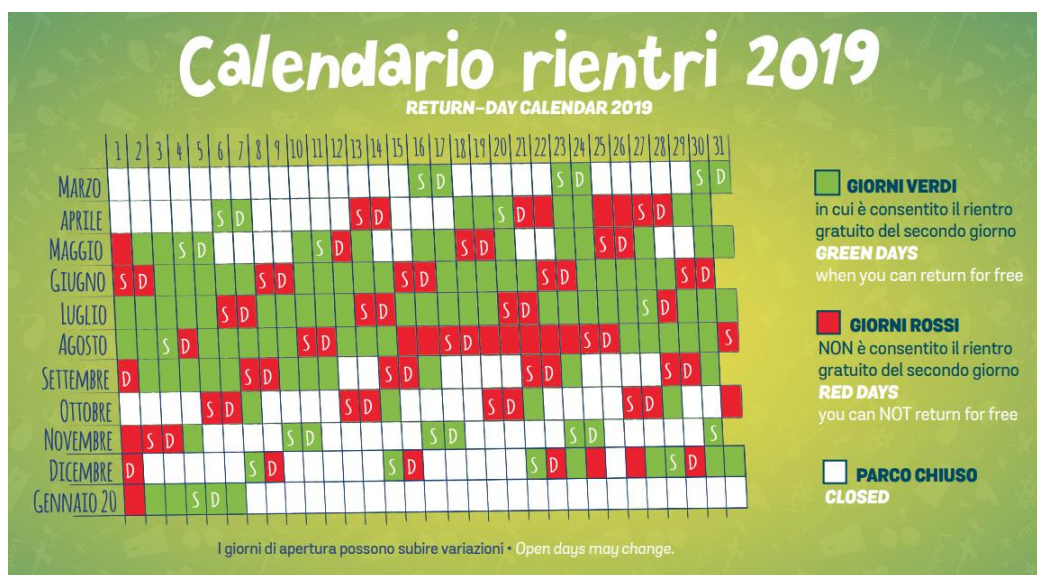 Calendario rientri 2019
RETURN-DAY CALENDAR 2019
1 2 3 4 5 6 7 8 9 10 11 12 13 14 15 16 17 18 19 20 21 22 23 24 25 26 27 28 29 30 31
MARZO S D S D S D
APRILE S D S D S D S D
MAGGIO S D S D S D S D
GIUGNO S D S D S D S D S D
LUGLIO S D S D S D S D
AGOSTO S D S D S D S D S
SETTEMBRE D S D S D S D S D
OTTOBRE S D S D S D S D
NOVEMBRE S D S D S D S D S
DICEMBRE D S D S D S D S D
GENNAIO 20 S D
GIORNI VERDI
in cui è consentito il rientro
gratuito del secondo giorno
GREEN DAYS
when you can return for free
GIORNI ROSSI
NON è consentito il rientro
gratuito del secondo giorno
RED DAYS
you can NOT return for free
PARCO CHIUSO
CLOSED
I giorni di apertura possono subire variazioni • Open days may change.